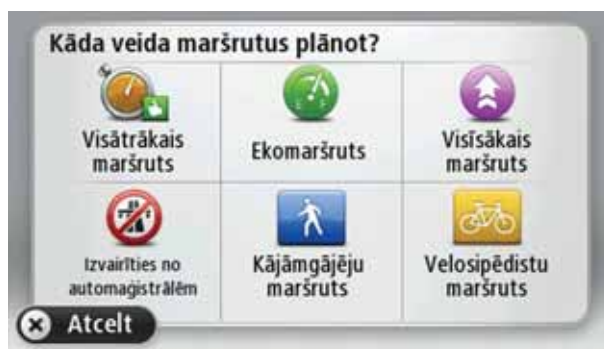 Kāda veida maršrutus plānot?
Visātrākais
maršruts
Ekomaršruts
Visīsākais
maršruts
Izvairīties no
automaģistrālēm
Kājāmgājēju
maršruts
Velosipēdistu
maršruts
Atcelt